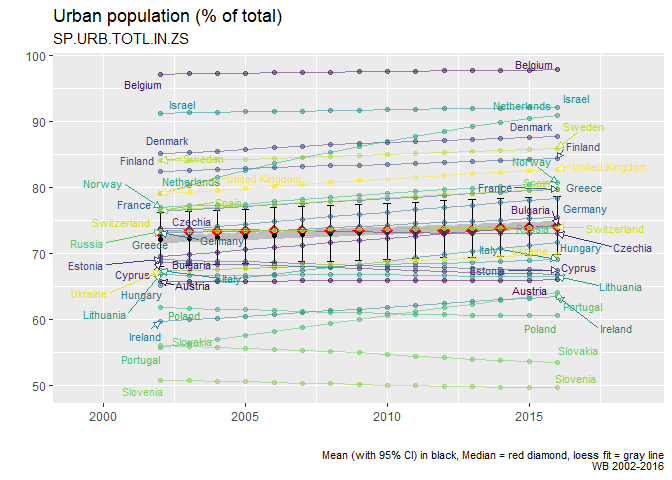 Urban population (% of total)
SP.URB.TOTL.IN.ZS
100
90
80
70
60
50
Belgium
Belgium
Israel
Israel
Netherlands
Denmark
Denmark
Sweden
Finland
Sweden
Finland
Norway
United Kingdom
Norway
Netherlands
United Kingdom
France
Greece
Spain
France
Spain
Switzerland
Czechia
Bulgaria
Germany
Russia
Greece
Germany
Switzerland
Italy
Hungary
Czechia
Estonia
Bulgaria
Estonia
Cyprus
Cyprus
Italy
Ukraine
Hungary
Austria
Austria
Lithuania
Lithuania
Poland
Portugal
Ireland
Slovakia
Poland
Ireland
Portugal
Slovakia
Slovenia
Slovenia
2000
2005
2010
2015
Mean (with 95% CI) in black, Median = red diamond, loess fit = gray line
WB 2002-2016